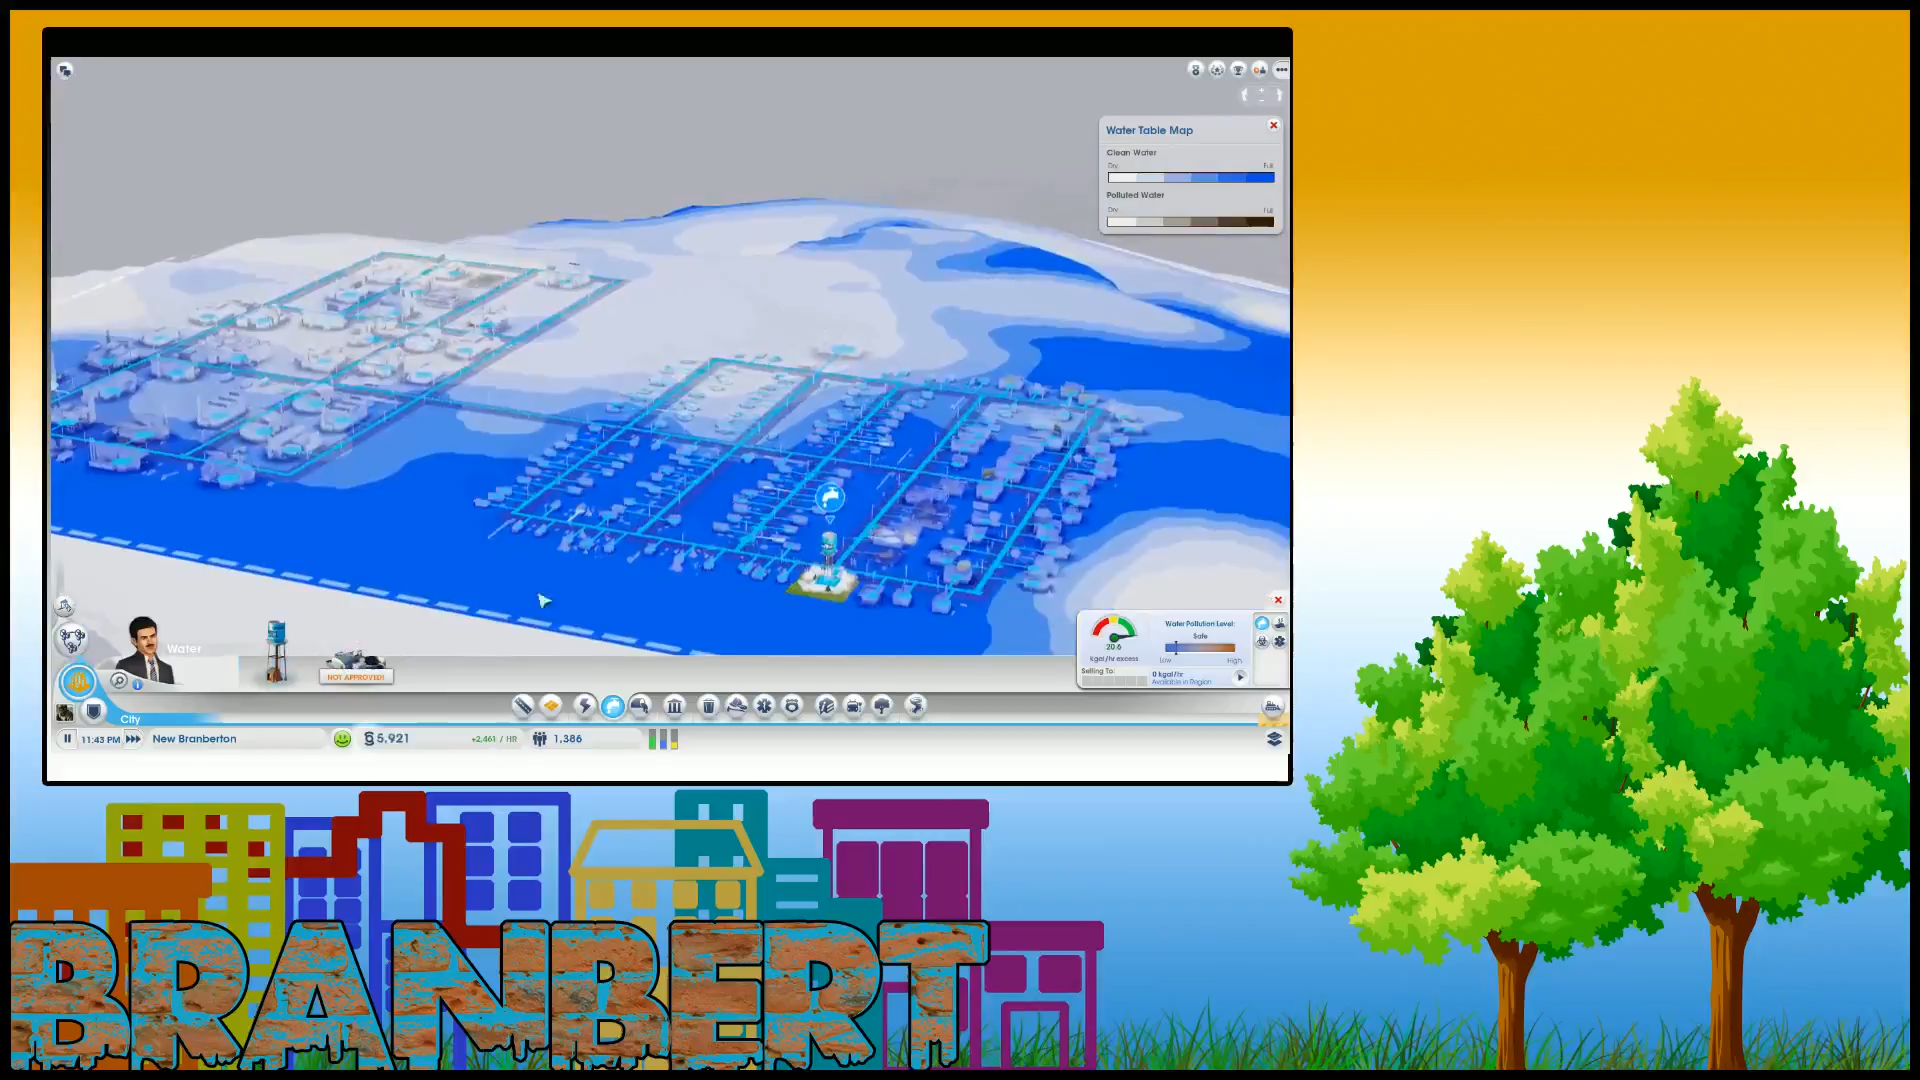 Water Table Map
Clean Water
Dry
Full
Polluted Water
Dry
Full
Water
NOT APPROVED!
20.6
kgal/hr excess
Selling To:
Water Pollution Level:
Safe
Low
High
0 kgal/hr
Available in Region
City
11:43 PM
New Branberton
5,921
+2,461 / HR
1,386
BRANBERT